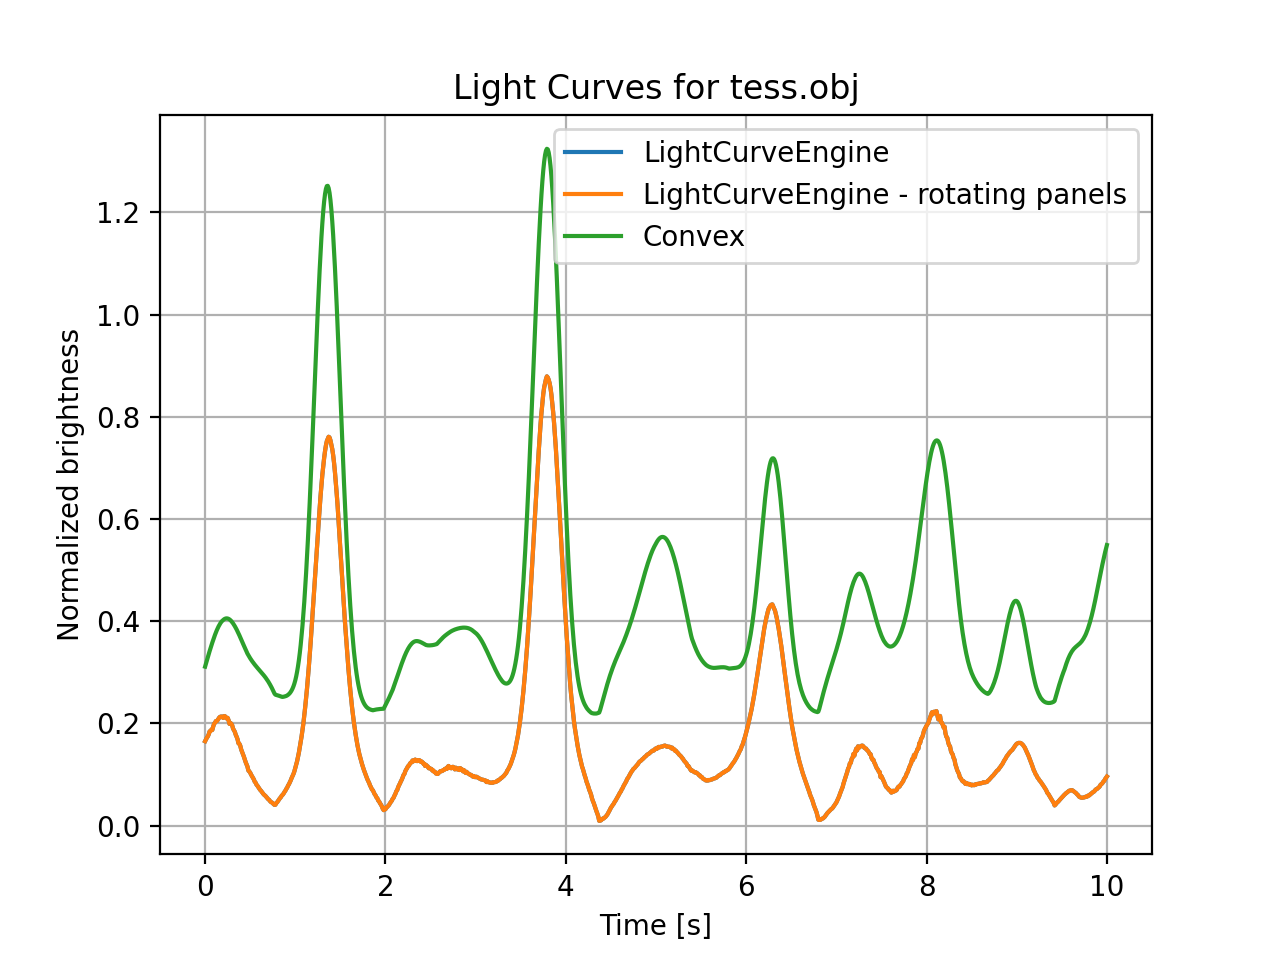 Light Curves for tess.obj
LightCurveEngine
LightCurveEngine - rotating panels
Convex
Normalized brightness
1.2
1.0
0.8
0.6
0.4
0.2
0.0
0 2 4 6 8 10
Time [s]